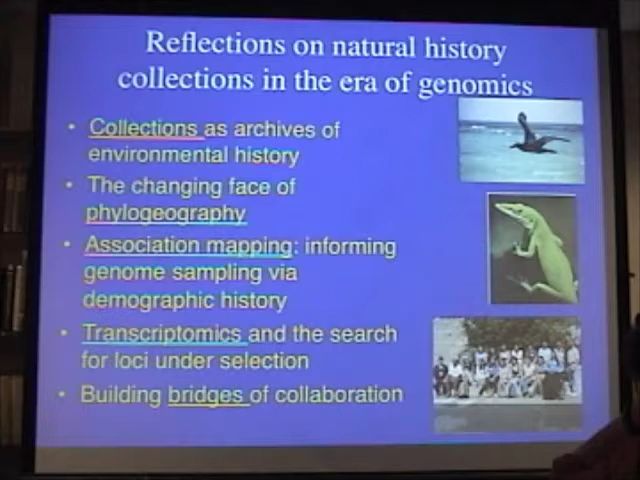 Reflections on natural history
collections in the era of genomics
• Collections as archives of
environmental history
• The changing face of
phylogeography
• Association mapping: informing
genome sampling via
demographic history
• Transcriptomics and the search
for loci under selection
• Building bridges of collaboration